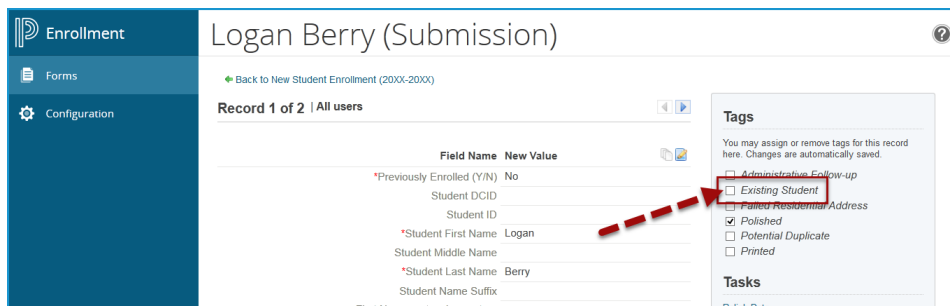 Enrollment
Forms
Configuration
Logan Berry (Submission)
?
Back to New Student Enrollment (20XX-20XX)
Record 1 of 2 | All users
Field Name New Value
*Previously Enrolled (Y/N) No
Student DCID
Student ID
*Student First Name Logan
Student Middle Name
*Student Last Name Berry
Student Name Suffix
Tags
You may assign or remove tags for this record
here. Changes are automatically saved.
Administrative Follow-up
Existing Student
Failed Residential Address
Polished
Potential Duplicate
Printed
Tasks